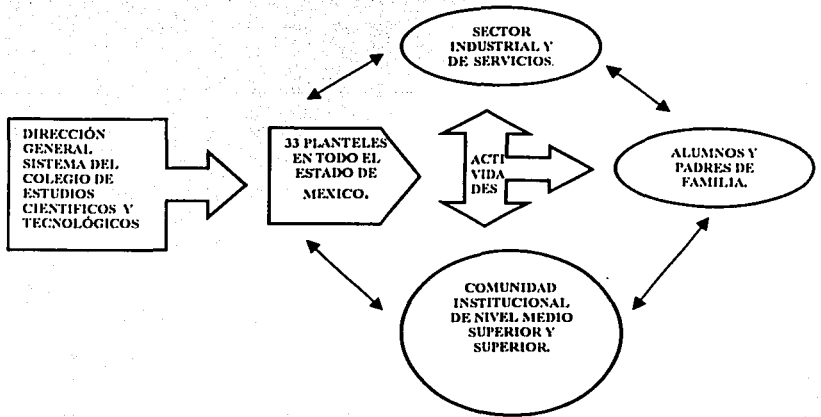 SECTOR
INDUSTRIAL Y
DE SERVICIOS.
DIRECCIÓN
GENERAL
SISTEMA DEL
COLEGIO DE
ESTUDIOS
CIENTIFICOS Y
TECNOLÓGICOS
33 PLANTELES
EN TODO EL
ESTADO DE
MEXICO.
ACTI
VIDA
DES
ALUMNOS Y
PADRES DE
FAMILIA.
COMUNIDAD
INSTITUCIONAL
DE NIVEL MEDIO
SUPERIOR Y
SUPERIOR.